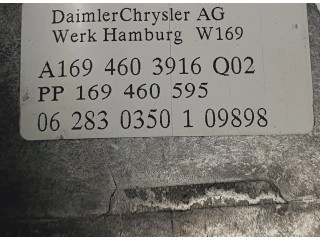 DaimlerChrysler AG
Werk Hamburg W169
A169 460 3916 Q02
PP 169 460 595
06 283 0350 1 09898